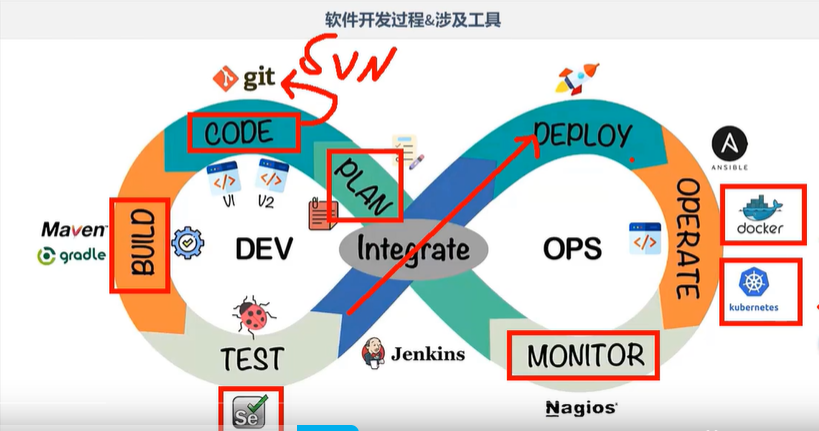 软件开发过程&涉及工具
git
SVN
CODE
DEPLOY
ANSIBLE
PLAN
V1
V2
Maven
gradle
BUILD
DEV
Integrate
OPS
OPERATE
docker
kubernetes
TEST
Jenkins
MONITOR
Se
Nagios